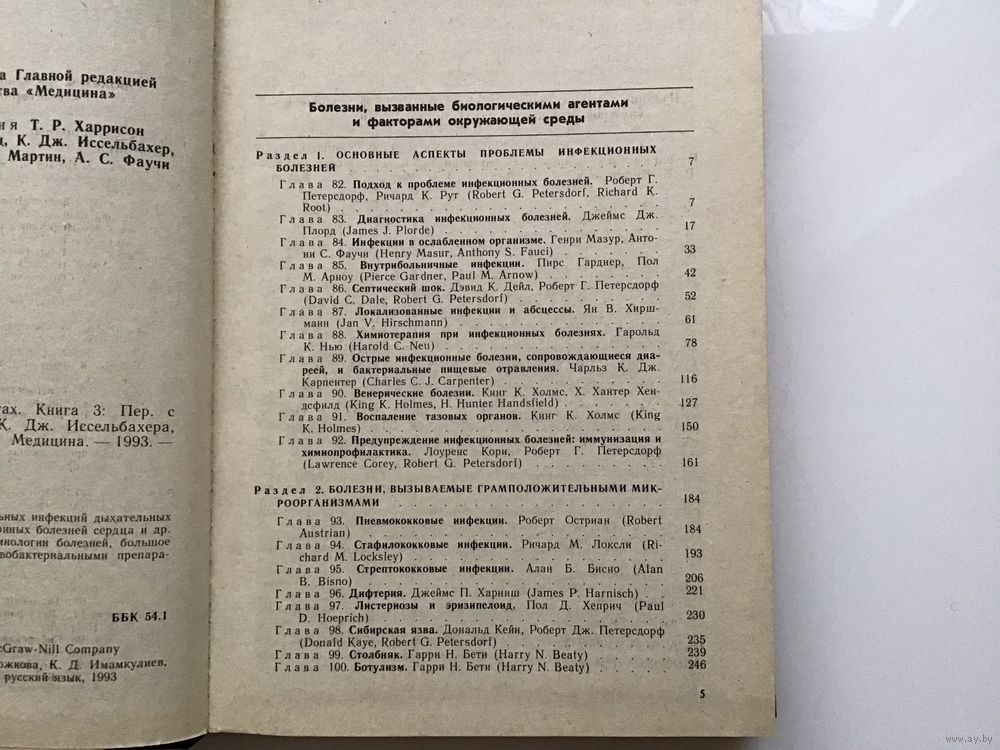 а Главной редакцией
тва «Медицина»
ия Т. Р. Харрисон
К. Дж. Иссельбахер,
Мартин, А. С. Фаучи
тах. Книга 3: Пер. с
К. Дж. Иссельбахера,
Медицина. — 1993. —
ьных инфекций дыхательных
онных болезней сердца и др.
миологии болезней, большое
вобактериальными препара-
ББК 54.1
cGraw-Nill Company
ожкова, К. Д. Имамкулиев,
русский язык, 1993
Болезни, вызванные биологическими агентами
и факторами окружающей среды
Раздел 1. ОСНОВНЫЕ АСПЕКТЫ ПРОБЛЕМЫ ИНФЕКЦИОННЫХ
БОЛЕЗНЕЙ . . . . . . . . . . . . . . . . 7
Глава 82. Подход к проблеме инфекционных болезней. Роберт Г.
Петерсдорф, Ричард К. Рут (Robert G. Petersdorf, Richard K.
Root) . . . . . . . . . . . . . . . . 7
Глава 83. Диагностика инфекционных болезней. Джеймс Дж.
Плорд (James J. Plorde) . . . . . . . . . . 17
Глава 84. Инфекции в ослабленном организме. Генри Мазур, Анто-
ни С. Фаучи (Henry Masur, Anthony S. Fauci) . . . . 33
Глава 85. Внутрибольничные инфекции. Пирс Гарднер, Пол
М. Арноу (Pierce Gardner, Paul M. Arnow) . . . . 42
Глава 86. Септический шок. Дэвид К. Дейл, Роберт Г. Петерсдорф
(David C. Dale, Robert G. Petersdorf) . . . . . . 52
Глава 87. Локализованные инфекции и абсцессы. Ян В. Хирш-
манн (Jan V. Hirschmann) . . . . . . . . . 61
Глава 88. Химиотерапия при инфекционных болезнях. Гарольд
К. Нью (Harold C. Neu) . . . . . . . . . . 78
Глава 89. Острые инфекционные болезни, сопровождающиеся диа-
реей, и бактериальные пищевые отравления. Чарльз К. Дж.
Карпентер (Charles C. J. Carpenter) . . . . . . . 116
Глава 90. Венерические болезни. Кинг К. Холмс, Х. Хантер Хен-
дсфилд (King K. Holmes, H. Hunter Handsfield) . . . . 127
Глава 91. Воспаление тазовых органов. Кинг К. Холмс (King
K. Holmes) . . . . . . . . . . . . . . 150
Глава 92. Предупреждение инфекционных болезней: иммунизация и
химиопрофилактика. Лоуренс Кори, Роберт Г. Петерсдорф
(Lawrence Corey, Robert G. Petersdorf) . . . . . . 161
Раздел 2. БОЛЕЗНИ, ВЫЗЫВАЕМЫЕ ГРАМПОЛОЖИТЕЛЬНЫМИ МИК-
РООРГАНИЗМАМИ . . . . . . . . . . . . . 184
Глава 93. Пневмококковые инфекции. Роберт Остриан (Robert
Austrian) . . . . . . . . . . . . . . 184
Глава 94. Стафилококковые инфекции. Ричард М. Локсли (Ri-
chard M. Locksley) . . . . . . . . . . . 193
Глава 95. Стрептококковые инфекции. Алан Б. Бисно (Alan
B. Bisno) . . . . . . . . . . . . . . 206
Глава 96. Дифтерия. Джеймс П. Харниш (James P. Harnisch) . . 221
Глава 97. Листериозы и эризипелоид. Пол Д. Хеприч (Paul
D. Hoeprich) . . . . . . . . . . . . . 230
Глава 98. Сибирская язва. Дональд Кейи, Роберт Дж. Петерсдорф
(Donald Kaye, Robert G. Petersdorf) . . . . . . . 235
Глава 99. Столбняк. Гарри Н. Бети (Harry N. Beaty) . . . . 239
Глава 100. Ботулизм. Гарри Н. Бети (Harry N. Beaty) . . . . 246
5
www.ay.by